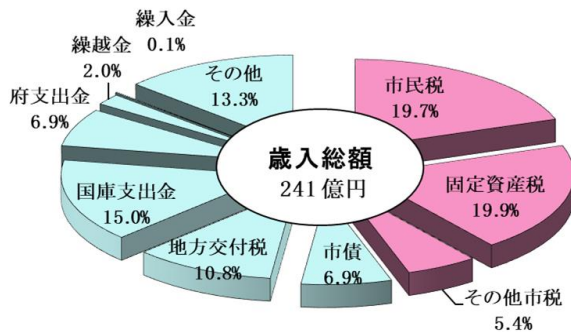 歳入総額
241億円
市民税
19.7%
固定資産税
19.9%
その他市税
5.4%
市債
6.9%
地方交付税
10.8%
国庫支出金
15.0%
府支出金
6.9%
繰越金
2.0%
繰入金
0.1%
その他
13.3%